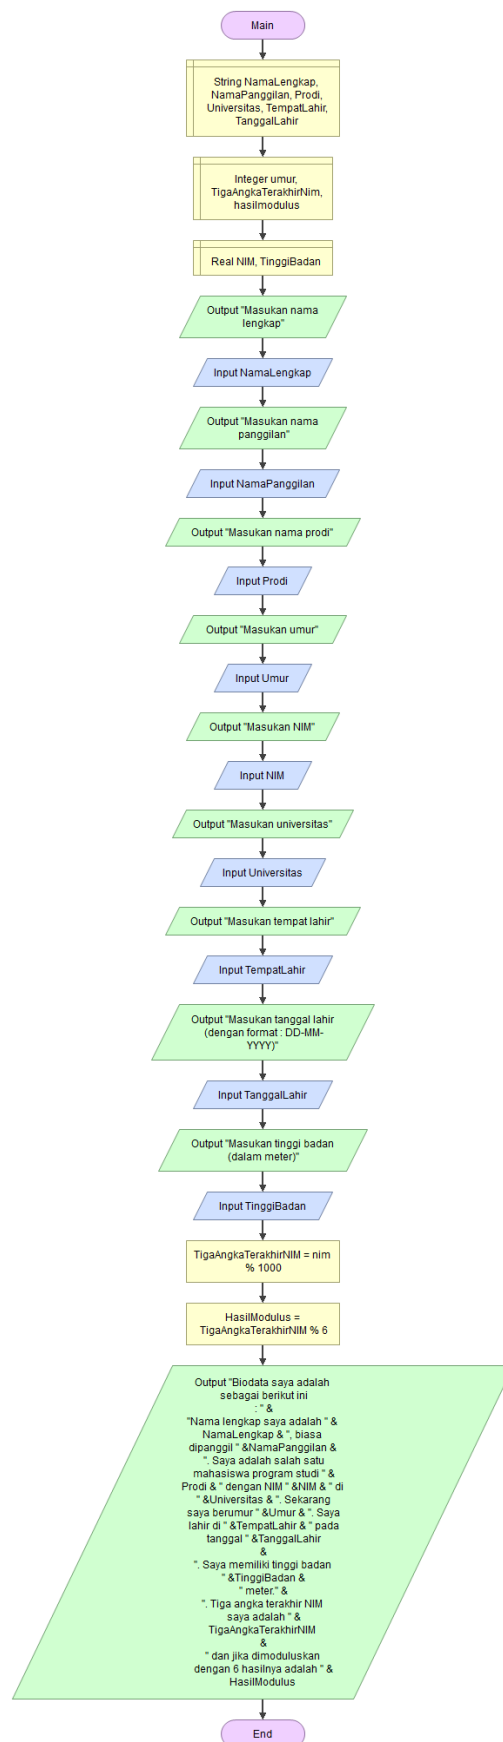 Main
String NamaLengkap,
NamaPanggilan, Prodi,
Universitas, TempatLahir,
TanggalLahir
Integer umur,
TigaAngkaTerakhirNim,
hasilmodulus
Real NIM, TinggiBadan
Output "Masukan nama
lengkap"
Input NamaLengkap
Output "Masukan nama
panggilan"
Input NamaPanggilan
Output "Masukan nama prodi"
Input Prodi
Output "Masukan umur"
Input Umur
Output "Masukan NIM"
Input NIM
Output "Masukan universitas"
Input Universitas
Output "Masukan tempat lahir"
Input TempatLahir
Output "Masukan tanggal lahir
(dengan format : DD-MM-
YYYY)"
Input TanggalLahir
Output "Masukan tinggi badan
(dalam meter)"
Input TinggiBadan
TigaAngkaTerakhirNIM = nim
% 1000
HasilModulus =
TigaAngkaTerakhirNIM % 6
Output "Biodata saya adalah
sebagai berikut ini
: " &
"Nama lengkap saya adalah " &
NamaLengkap & ", biasa
dipanggil " &NamaPanggilan &
". Saya adalah salah satu
mahasiswa program studi " &
Prodi & " dengan NIM " &NIM & " di
" &Universitas & ". Sekarang
saya berumur " &Umur & ". Saya
lahir di " &TempatLahir & " pada
tanggal " &TanggalLahir
&
". Saya memiliki tinggi badan
" &TinggiBadan &
" meter." &
". Tiga angka terakhir NIM
saya adalah " &
TigaAngkaTerakhirNIM
&
" dan jika dimoduluskan
dengan 6 hasilnya adalah " &
HasilModulus
End